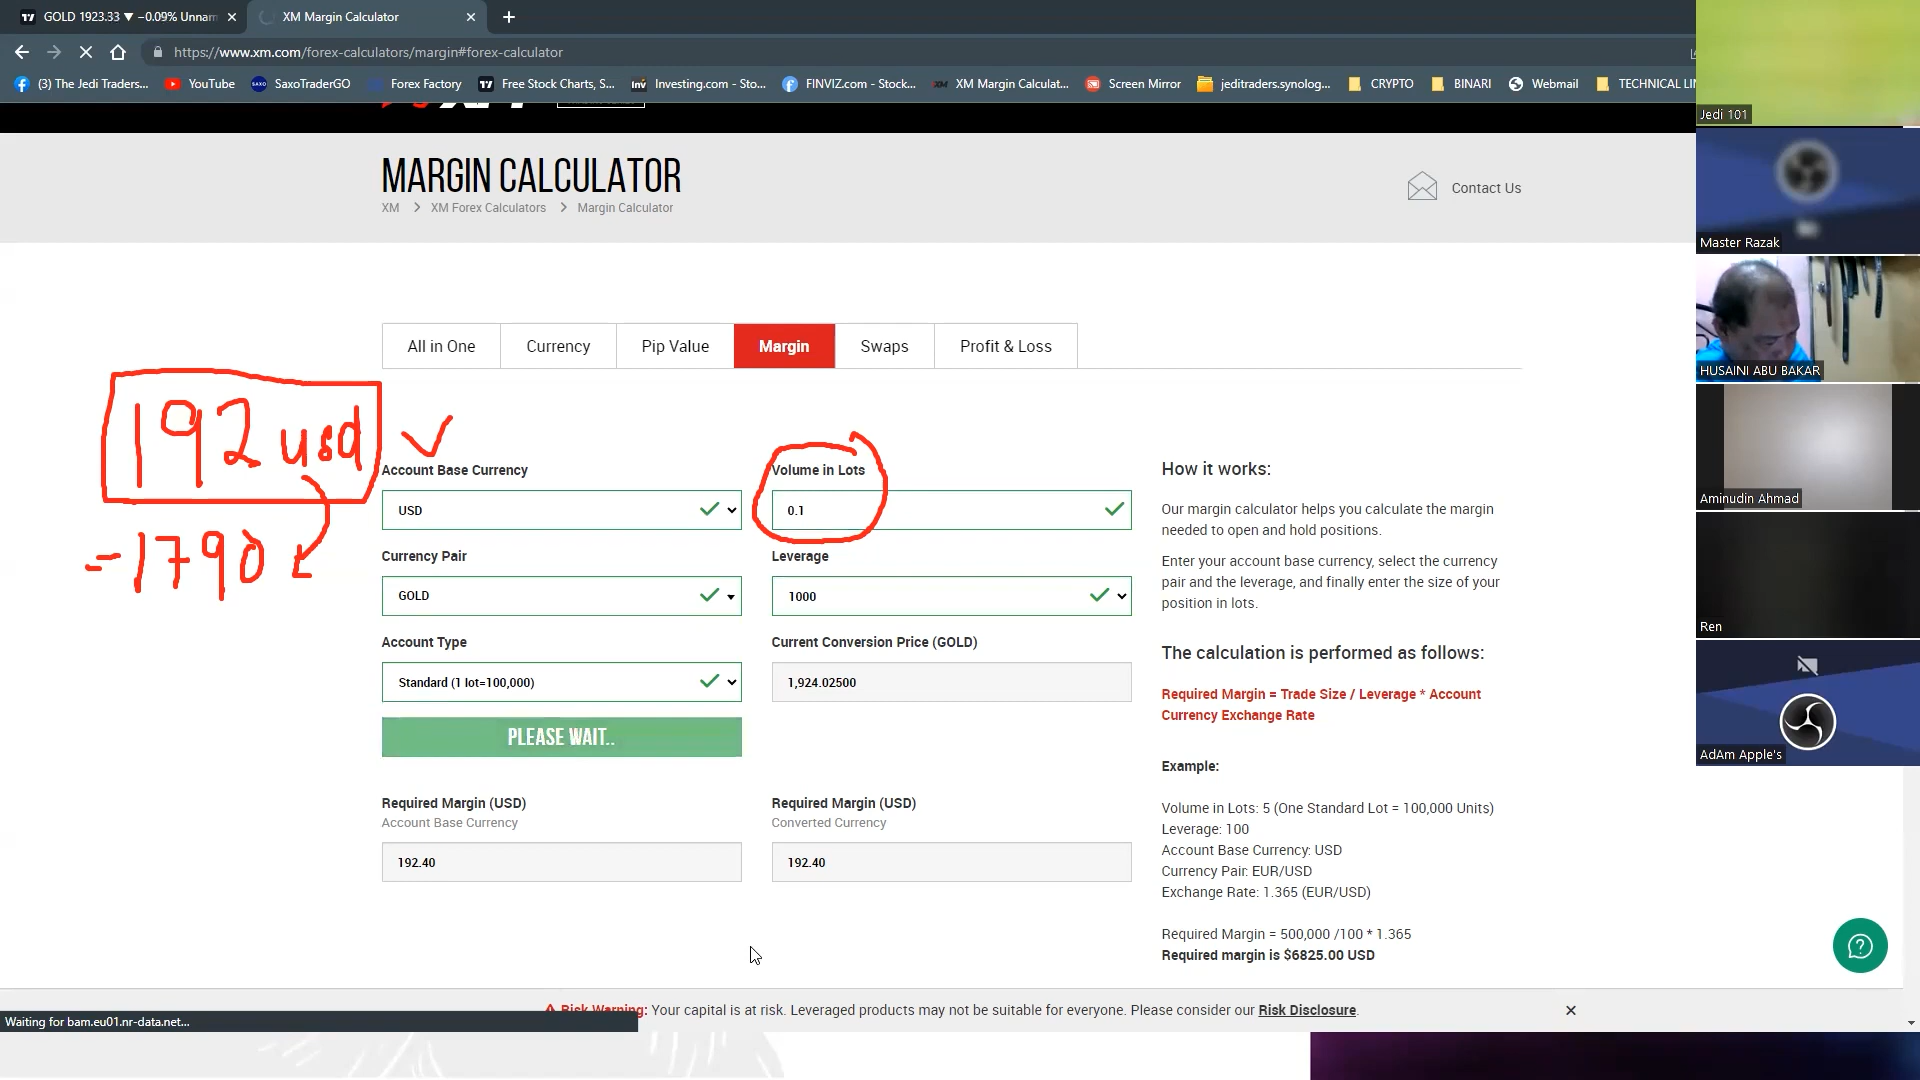 GOLD 1923.33 ▼ −0.09% Unnam
XM Margin Calculator
https://www.xm.com/forex-calculators/margin#forex-calculator
(3) The Jedi Traders...
YouTube
SaxoTraderGO
Forex Factory
Free Stock Charts, S...
Investing.com - Sto...
FINVIZ.com - Stock...
XM Margin Calculat...
Screen Mirror
jeditraders.synolog...
CRYPTO
BINARI
Webmail
TECHNICAL LIN
Jedi 101
MARGIN CALCULATOR
XM > XM Forex Calculators > Margin Calculator
Contact Us
Master Razak
All in One
Currency
Pip Value
Margin
Swaps
Profit & Loss
HUSAINI ABU BAKAR
192 usd
-1790
Account Base Currency
Volume in Lots
USD
0.1
Currency Pair
Leverage
GOLD
1000
Account Type
Current Conversion Price (GOLD)
Standard (1 lot=100,000)
1,924.02500
PLEASE WAIT..
Required Margin (USD)
Account Base Currency
192.40
Required Margin (USD)
Converted Currency
192.40
How it works:
Our margin calculator helps you calculate the margin
needed to open and hold positions.
Enter your account base currency, select the currency
pair and the leverage, and finally enter the size of your
position in lots.
The calculation is performed as follows:
Required Margin = Trade Size / Leverage * Account
Currency Exchange Rate
Example:
Volume in Lots: 5 (One Standard Lot = 100,000 Units)
Leverage: 100
Account Base Currency: USD
Currency Pair: EUR/USD
Exchange Rate: 1.365 (EUR/USD)
Required Margin = 500,000 /100 * 1.365
Required margin is $6825.00 USD
Aminudin Ahmad
Ren
AdAm Apple's
Risk Warning: Your capital is at risk. Leveraged products may not be suitable for everyone. Please consider our Risk Disclosure.
Waiting for bam.eu01.nr-data.net...